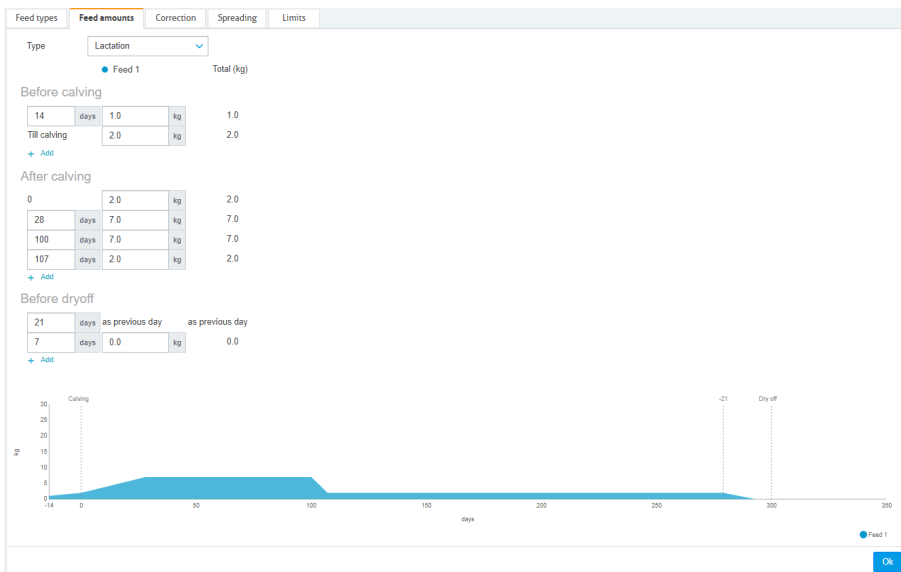 Feed types Feed amounts Correction Spreading Limits
Type Lactation
Feed 1 Total (kg)
Before calving
14 days 1.0 kg 1.0
Till calving 2.0 kg 2.0
+ Add
After calving
0 2.0 kg 2.0
28 days 7.0 kg 7.0
100 days 7.0 kg 7.0
107 days 2.0 kg 2.0
+ Add
Before dryoff
21 days as previous day as previous day
7 days 0.0 kg 0.0
+ Add
Calving -21 Dry off
30
25
20
15
10
5
0
kg
-14 0 50 100 150 200 250 300 350
days
Feed 1
Ok